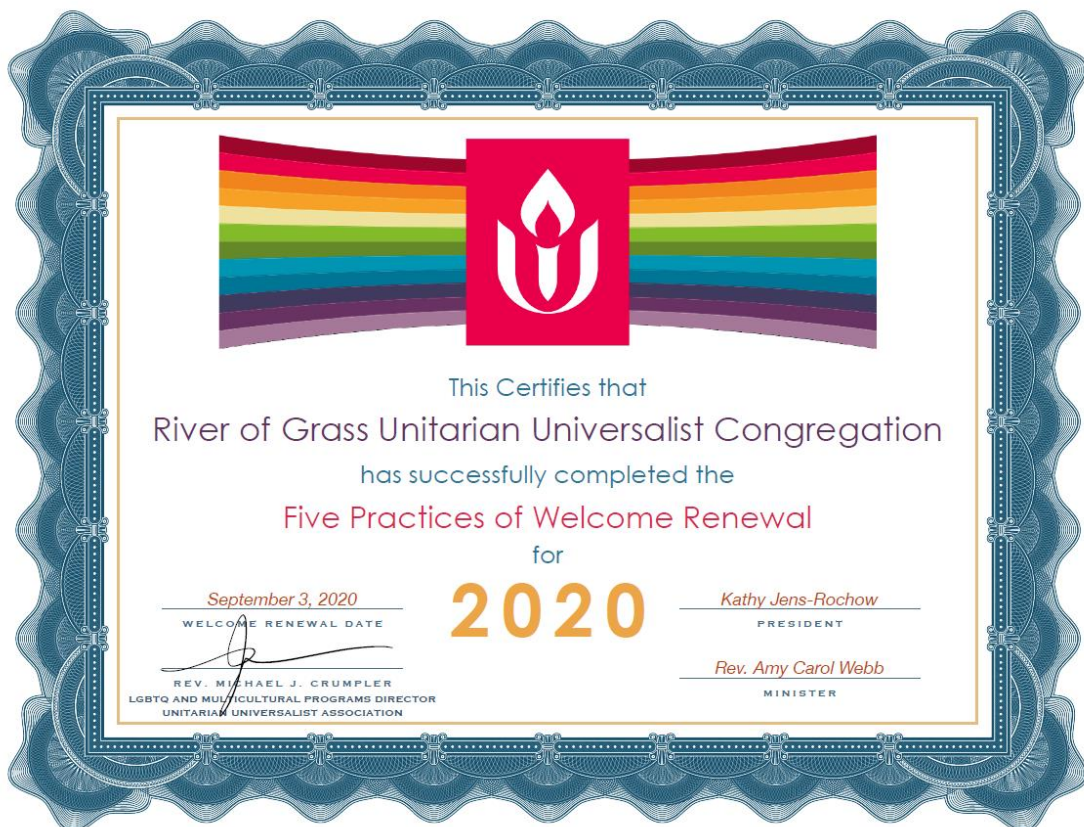 This Certifies that
River of Grass Unitarian Universalist Congregation
has successfully completed the
Five Practices of Welcome Renewal
for
2020
September 3, 2020
WELCOME RENEWAL DATE
REV. MICHAEL J. CRUMPLER
LGBTQ AND MULTICULTURAL PROGRAMS DIRECTOR
UNITARIAN UNIVERSALIST ASSOCIATION
Kathy Jens-Rochow
PRESIDENT
Rev. Amy Carol Webb
MINISTER